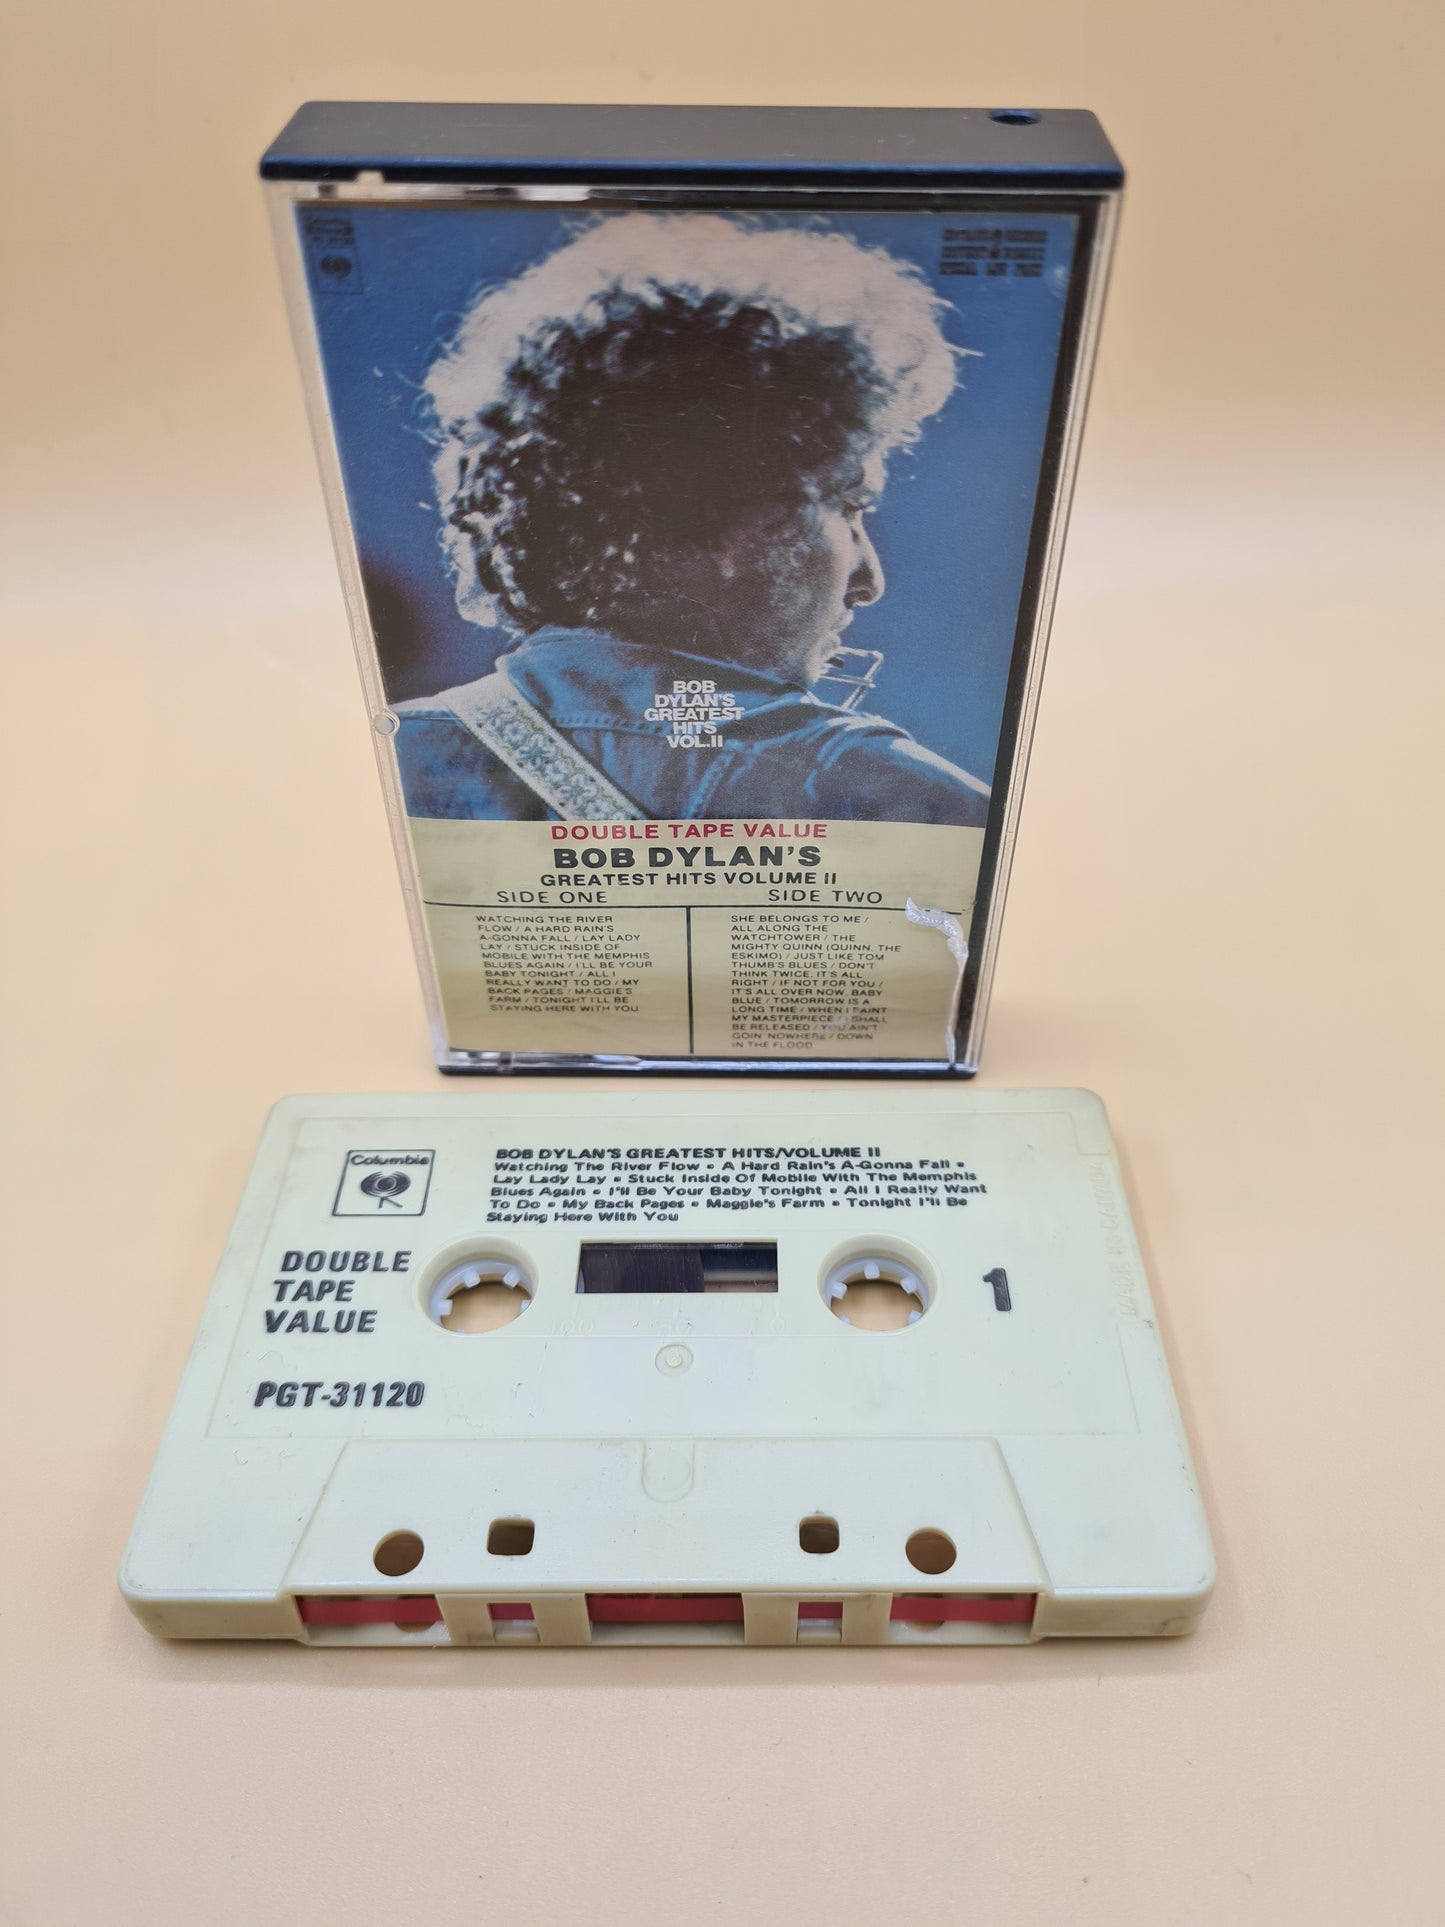 BOB
DYLAN'S
GREATEST
HITS
VOL.II
DOUBLE TAPE VALUE
BOB DYLAN'S
GREATEST HITS VOLUME II
SIDE ONE
WATCHING THE RIVER
FLOW / A HARD RAIN'S
A-GONNA FALL / LAY LADY
LAY / STUCK INSIDE OF
MOBILE WITH THE MEMPHIS
BLUES AGAIN / I'LL BE YOUR
BABY TONIGHT / ALL I
REALLY WANT TO DO / MY
BACK PAGES / MAGGIE'S
FARM / TONIGHT I'LL BE
STAYING HERE WITH YOU
SIDE TWO
SHE BELONGS TO ME /
ALL ALONG THE
WATCHTOWER / THE
MIGHTY QUINN (QUINN, THE
ESKIMO) / JUST LIKE TOM
THUMB'S BLUES / DON'T
THINK TWICE, IT'S ALL
RIGHT / IF NOT FOR YOU /
IT'S ALL OVER NOW, BABY
BLUE / TOMORROW IS A
LONG TIME / WHEN I PAINT
MY MASTERPIECE / I SHALL
BE RELEASED / YOU AIN'T
GOIN' NOWHERE / DOWN
IN THE FLOOD
Columbia
BOB DYLAN'S GREATEST HITS/VOLUME II
Watching The River Flow • A Hard Rain's A-Gonna Fall •
Lay Lady Lay • Stuck Inside Of Mobile With The Memphis
Blues Again • I'll Be Your Baby Tonight • All I Really Want
To Do • My Back Pages • Maggie's Farm • Tonight I'll Be
Staying Here With You
DOUBLE
TAPE
VALUE
1
100 50 0
PGT-31120